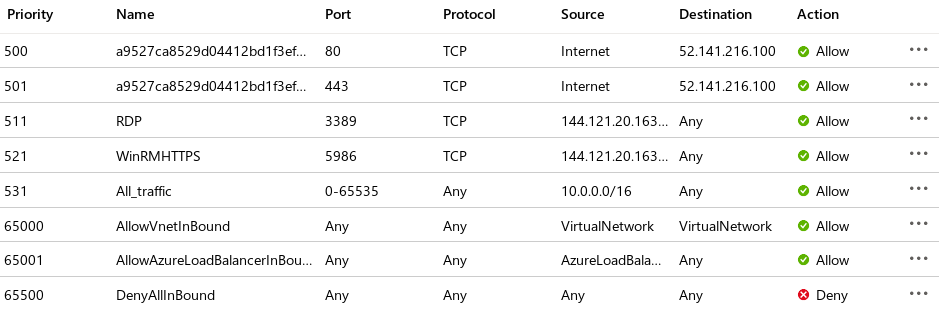 Priority Name Port Protocol Source Destination Action
500 a9527ca8529d04412bd1f3ef... 80 TCP Internet 52.141.216.100 Allow ...
501 a9527ca8529d04412bd1f3ef... 443 TCP Internet 52.141.216.100 Allow ...
511 RDP 3389 TCP 144.121.20.163... Any Allow ...
521 WinRMHTTPS 5986 TCP 144.121.20.163... Any Allow ...
531 All_traffic 0-65535 Any 10.0.0.0/16 Any Allow ...
65000 AllowVnetInBound Any Any VirtualNetwork VirtualNetwork Allow ...
65001 AllowAzureLoadBalancerInBou... Any Any AzureLoadBala... Any Allow ...
65500 DenyAllInBound Any Any Any Any Deny ...